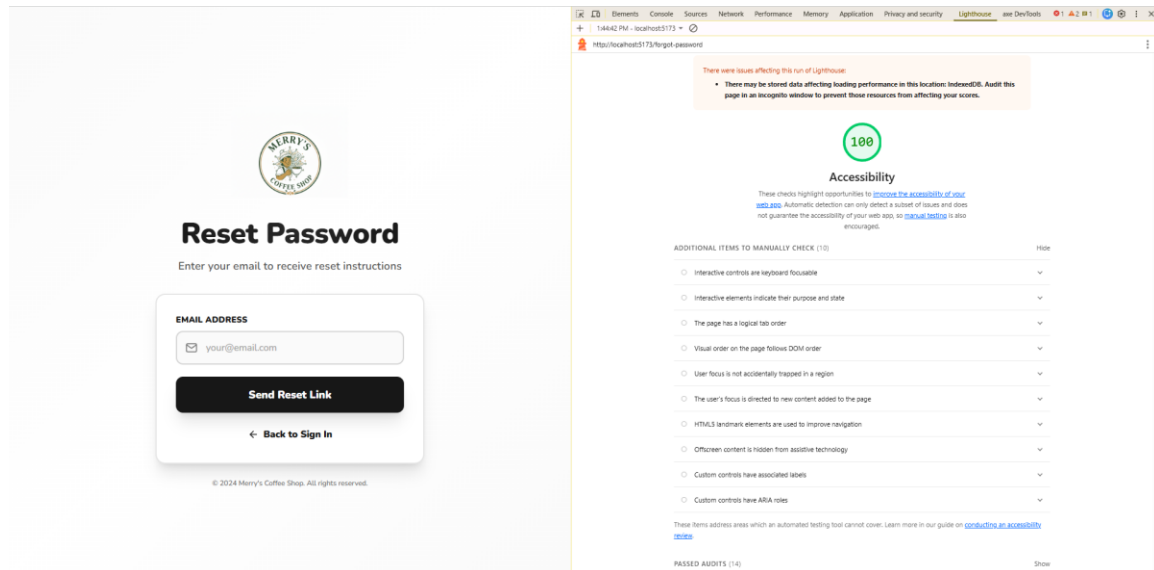 MERRY'S
COFFEE SHOP
Reset Password
Enter your email to receive reset instructions
EMAIL ADDRESS
your@email.com
Send Reset Link
← Back to Sign In
© 2024 Merry's Coffee Shop. All rights reserved.
Elements Console Sources Network Performance Memory Application Privacy and security Lighthouse axe DevTools 1 2 1
1:44:42 PM - localhost:5173
http://localhost:5173/forgot-password
There were issues affecting this run of Lighthouse:
• There may be stored data affecting loading performance in this location: IndexedDB. Audit this
page in an incognito window to prevent those resources from affecting your scores.
100
Accessibility
These checks highlight opportunities to improve the accessibility of your
web app. Automatic detection can only detect a subset of issues and does
not guarantee the accessibility of your web app, so manual testing is also
encouraged.
ADDITIONAL ITEMS TO MANUALLY CHECK (10) Hide
Interactive controls are keyboard focusable
Interactive elements indicate their purpose and state
The page has a logical tab order
Visual order on the page follows DOM order
User focus is not accidentally trapped in a region
The user's focus is directed to new content added to the page
HTML5 landmark elements are used to improve navigation
Offscreen content is hidden from assistive technology
Custom controls have associated labels
Custom controls have ARIA roles
These items address areas which an automated testing tool cannot cover. Learn more in our guide on conducting an accessibility
review.
PASSED AUDITS (14) Show